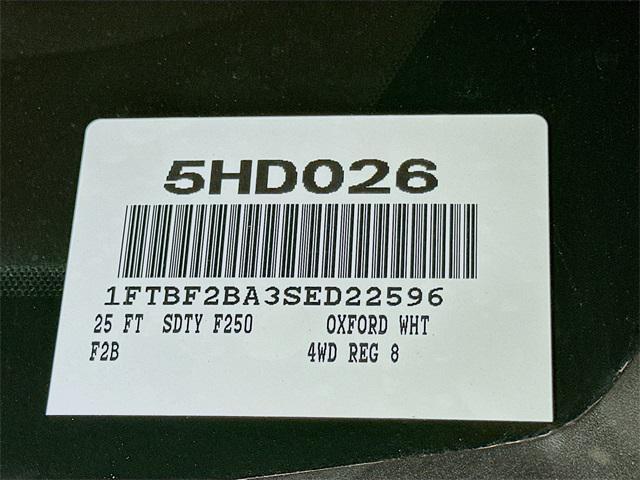 5HD026
1FTBF2BA3SED22596
25 FT SDTY F250 OXFORD WHT
F2B 4WD REG 8